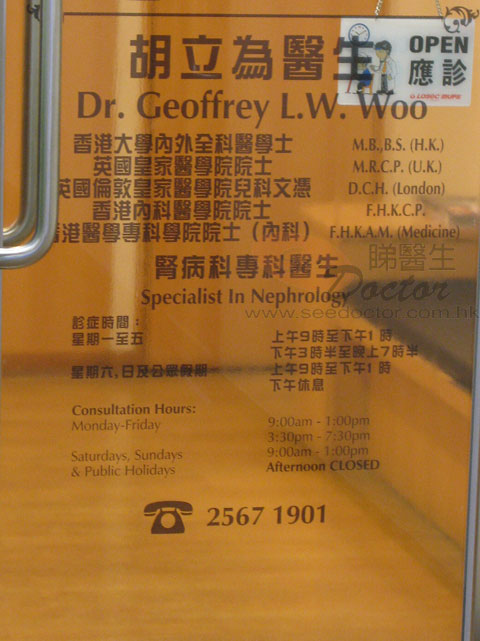 胡立為醫生
OPEN
應診
Dr. Geoffrey L.W. Woo
香港大學內外全科醫學士 M.B.,B.S. (H.K.)
英國皇家醫學院院士 M.R.C.P. (U.K.)
英國倫敦皇家醫學院兒科文憑 D.C.H. (London)
香港內科醫學院院士 F.H.K.C.P.
香港醫學專科學院院士（內科） F.H.K.A.M. (Medicine)
腎病科專科醫生
Specialist In Nephrology
睇醫生
Doctor
www.seedoctor.com.hk
診症時間：
星期一至五 上午9時至下午1時
下午3時半至晚上7時半
星期六,日及公眾假期 上午9時至下午1時
下午休息
Consultation Hours:
Monday-Friday 9:00am - 1:00pm
3:30pm - 7:30pm
Saturdays, Sundays 9:00am - 1:00pm
& Public Holidays Afternoon CLOSED
2567 1901